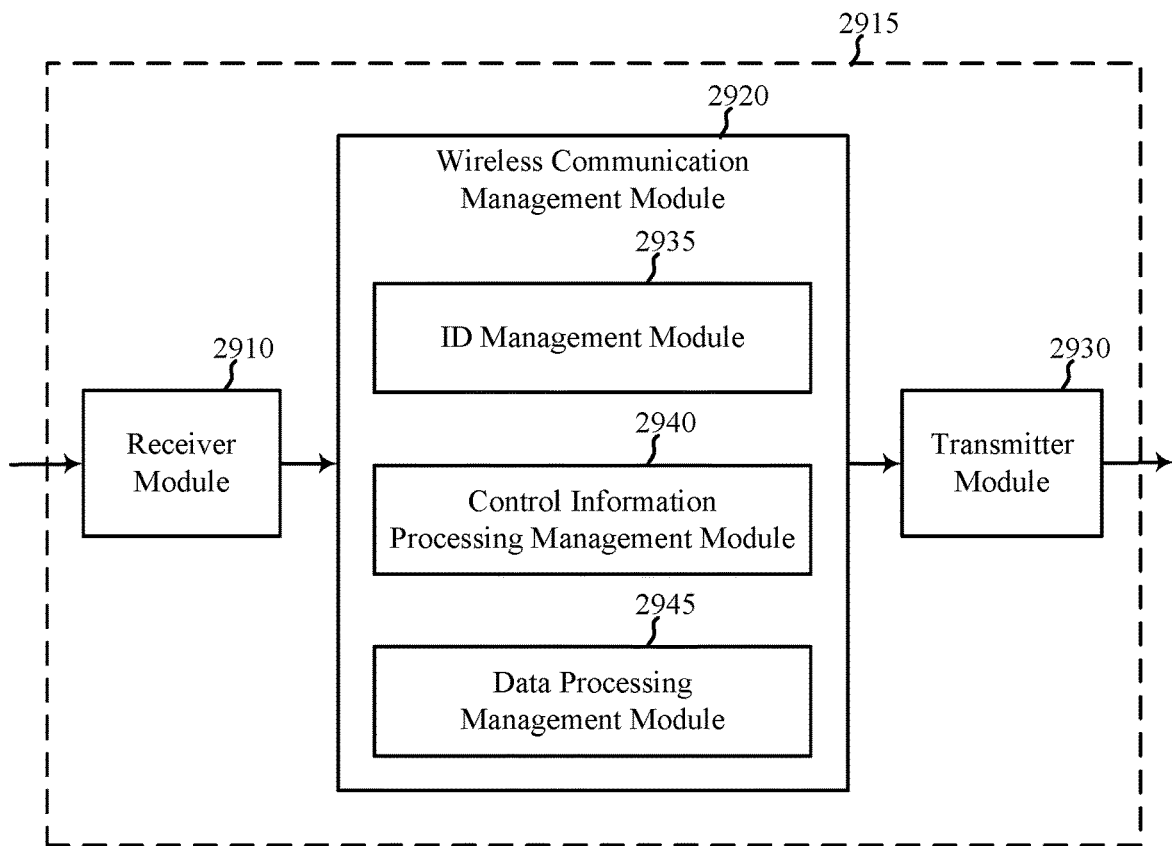 2915
2920
Wireless Communication
Management Module
2935
ID Management Module
2910
Receiver
Module
2940
Control Information
Processing Management Module
2930
Transmitter
Module
2945
Data Processing
Management Module